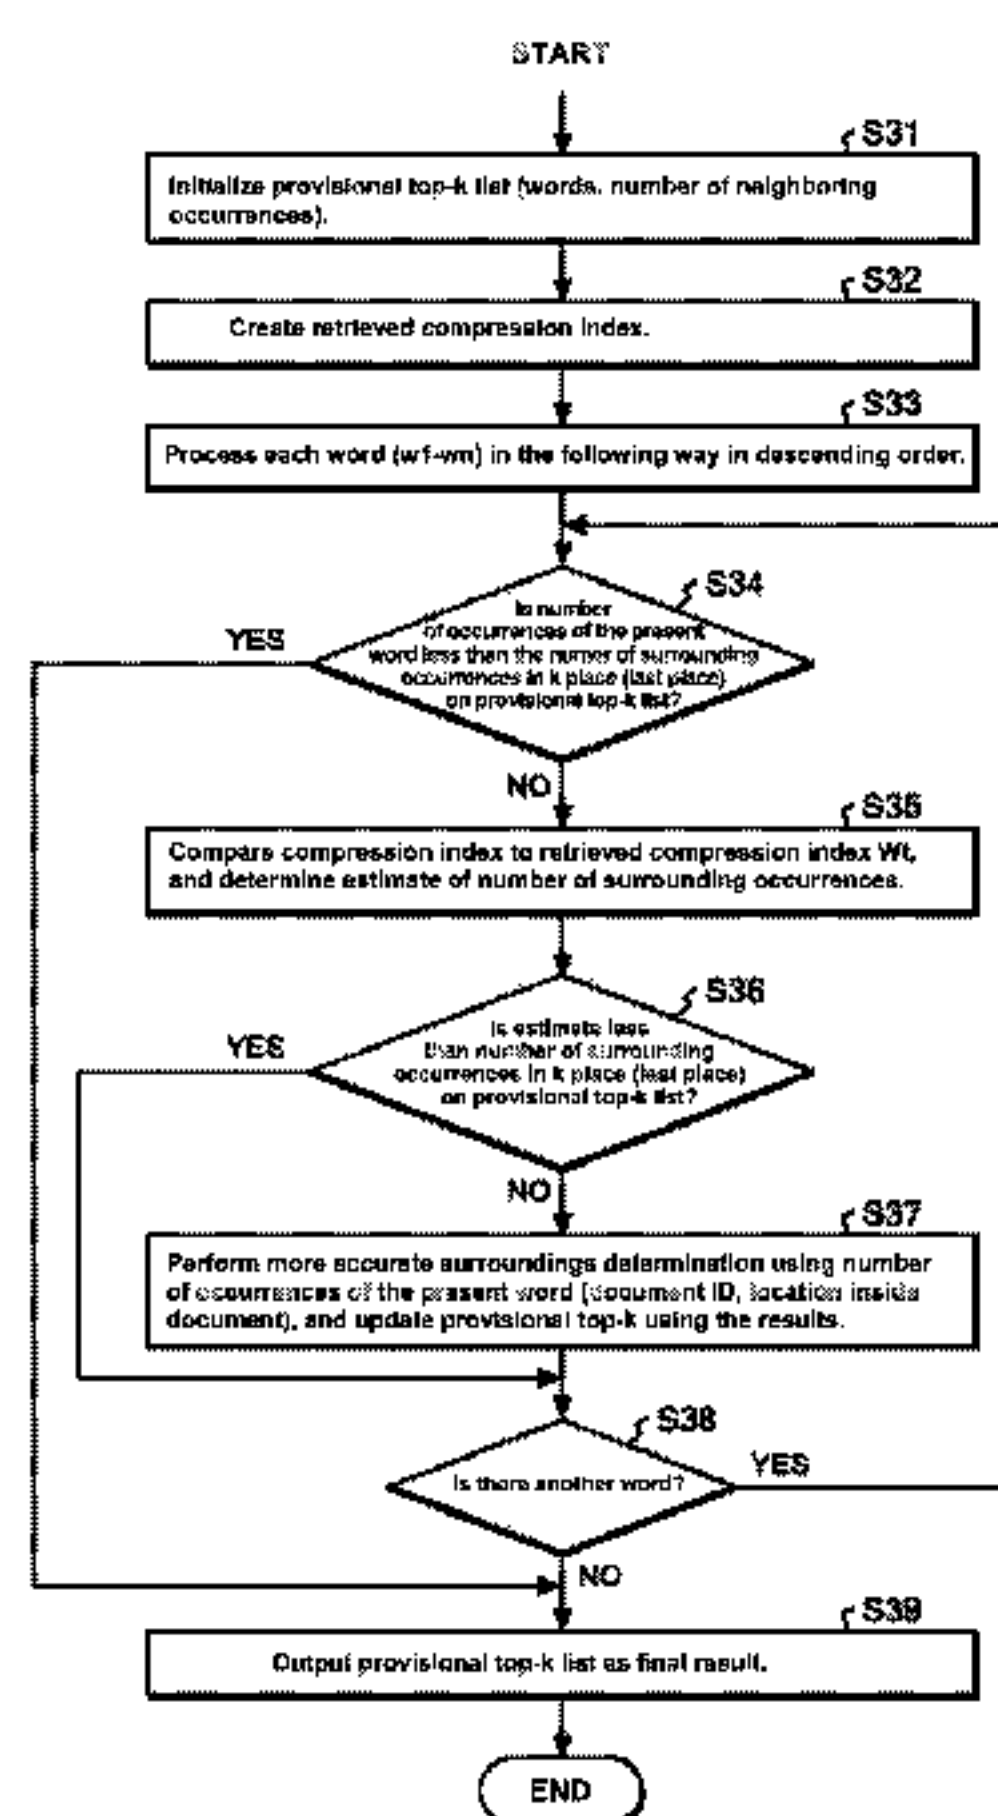 START
S31
Initialize provisional top-k list (words, number of neighboring
occurrences).
S32
Create retrieved compression index.
S33
Process each word (wf-wn) in the following way in descending order.
S34
Is number
of occurrences of the present
word less than the numer of surrounding
occurrences in k place (last place)
on provisional top-k list?
YES
NO
S35
Compare compression index to retrieved compression index Wt,
and determine estimate of number of surrounding occurrences.
S36
Is estimate less
than number of surrounding
occurrences in k place (last place)
on provisional top-k list?
YES
NO
S37
Perform more accurate surroundings determination using number
of occurrences of the present word (document ID, location inside
document), and update provisional top-k using the results.
S38
Is there another word?
YES
NO
S39
Output provisional top-k list as final result.
END